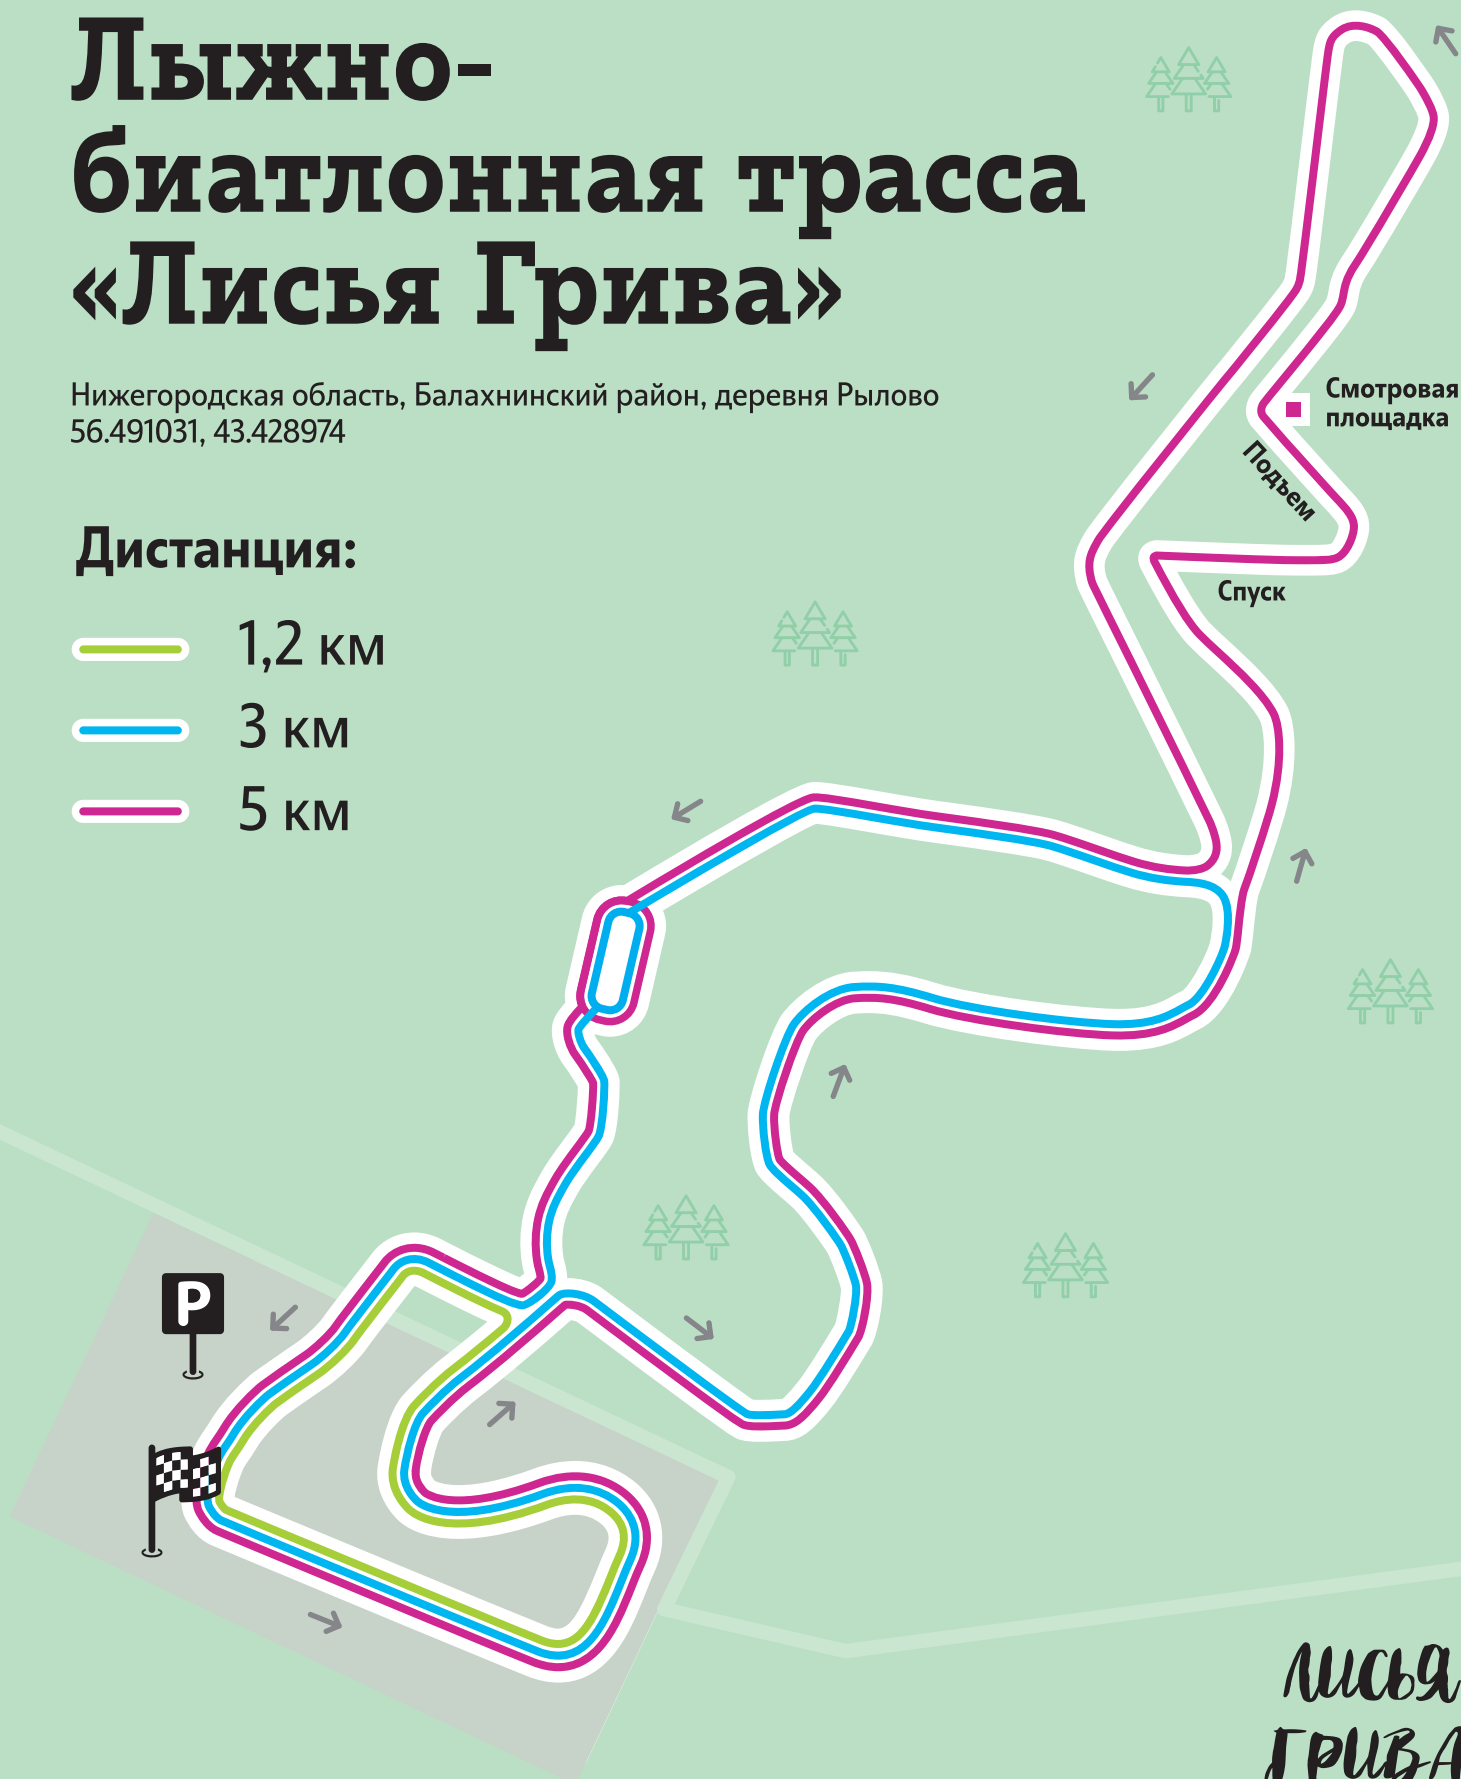 Лыжно-
биатлонная трасса
«Лисья Грива»
Нижегородская область, Балахнинский район, деревня Рылово
56.491031, 43.428974
Смотровая
площадка
Подъем
Спуск
Дистанция:
1,2 км
3 км
5 км
P
ЛИСЬЯ
ГРИВА